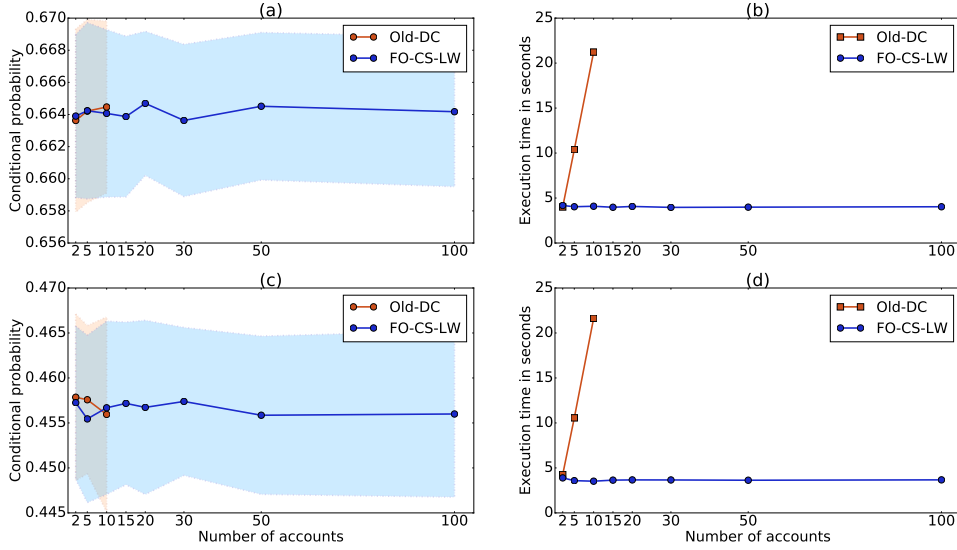 (a)
Conditional probability
0.670
0.668
0.666
0.664
0.662
0.660
0.658
0.656
2 5 10 15 20 30 50 100
Old-DC
FO-CS-LW
(b)
Execution time in seconds
25
20
15
10
5
0
2 5 10 15 20 30 50 100
Old-DC
FO-CS-LW
(c)
Conditional probability
0.470
0.465
0.460
0.455
0.450
0.445
2 5 10 15 20 30 50 100
Number of accounts
Old-DC
FO-CS-LW
(d)
Execution time in seconds
25
20
15
10
5
0
2 5 10 15 20 30 50 100
Number of accounts
Old-DC
FO-CS-LW